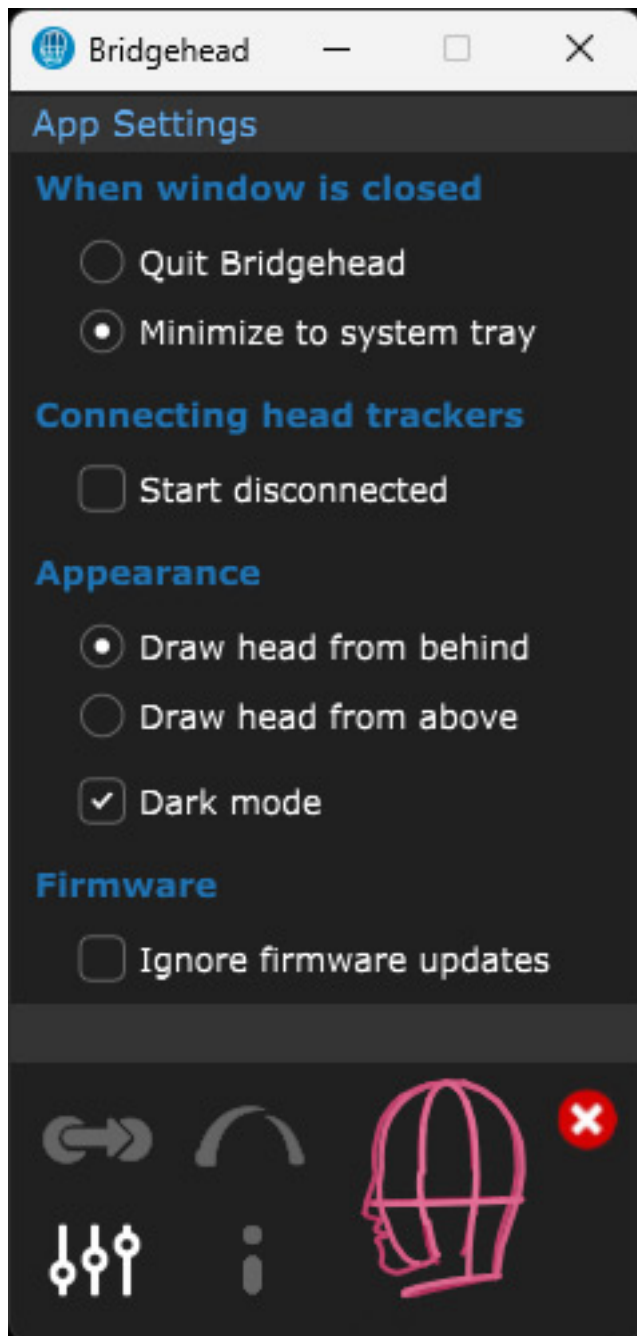 Bridgehead
App Settings
When window is closed
Quit Bridgehead
Minimize to system tray
Connecting head trackers
Start disconnected
Appearance
Draw head from behind
Draw head from above
Dark mode
Firmware
Ignore firmware updates